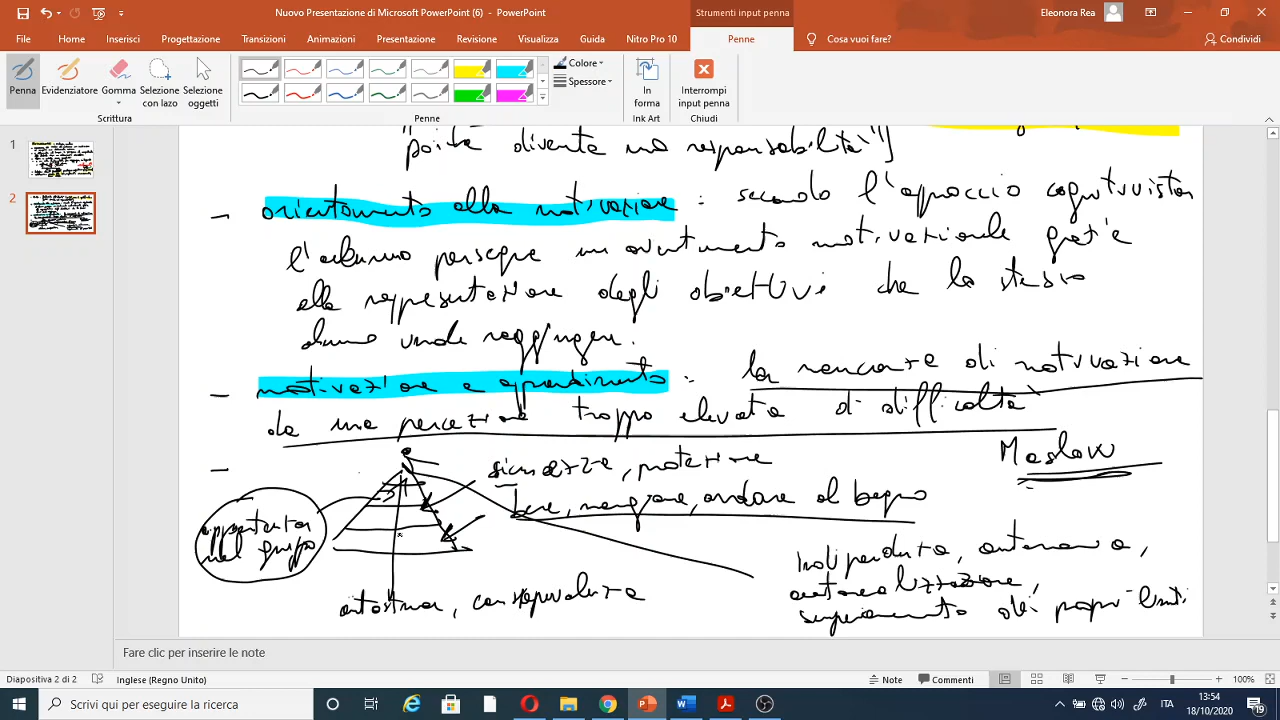 Nuovo Presentazione di Microsoft PowerPoint (6) - PowerPoint
Strumenti input penna
Eleonora Rea
File Home Inserisci Progettazione Transizioni Animazioni Presentazione Revisione Visualizza Guida Nitro Pro 10 Penne Cosa vuoi fare? Condividi
Penna Evidenziatore Gomma Selezione con lazo Selezione oggetti
Colore
Spessore
In forma
Interrompi input penna
Scrittura Penne Ink Art Chiudi
1
2
diventa una responsabilità"]
- orientamento alla motivazione : secondo l'approccio cognitivista
l'alunno persegue un orientamento motivazionale grazie
alla rappresentazione degli obiettivi che lo stesso
alunno vuole raggiungere.
- motivazione e apprendimento : la mancanza di motivazione
da una percezione troppo elevata di difficoltà
- Maslow
sicurezza, protezione
bere, mangiare, andare al bagno
appartenenza
nel gruppo
Indipendenza, autonomia,
superamento dei propri limiti
autostima, consapevolezza
Fare clic per inserire le note
Diapositiva 2 di 2 Inglese (Regno Unito) Note Commenti 100%
Scrivi qui per eseguire la ricerca
ITA
13:54
18/10/2020
19